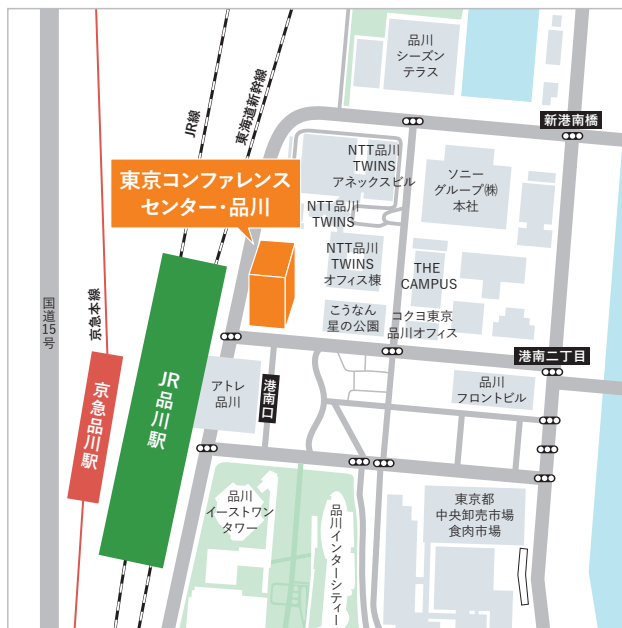 品川
シーズン
テラス
新港南橋
JR線
東海道新幹線
NTT品川
TWINS
アネックスビル
ソニー
グループ㈱
本社
東京コンファレンス
センター・品川
NTT品川
TWINS
NTT品川
TWINS
オフィス棟
THE
CAMPUS
国道15号
京急本線
こうなん
星の公園
コクヨ東京
品川オフィス
港南二丁目
JR品川駅
京急品川駅
アトレ
品川
港南口
品川
フロントビル
品川
イーストワン
タワー
品川インターシティー
東京都
中央卸売市場
食肉市場